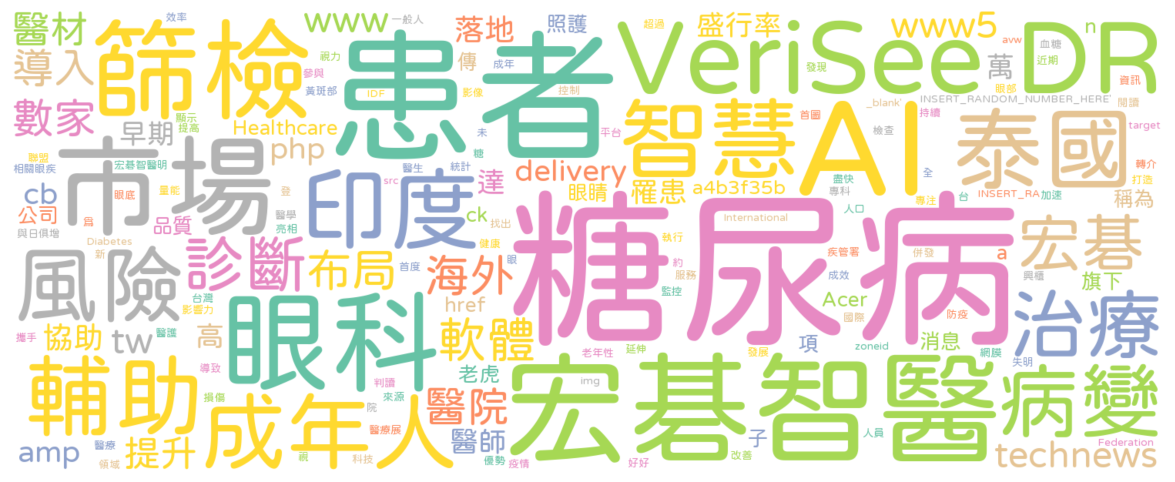 醫材
導入
數家
篩檢
效率
www
一般人
患者
落地
照護
超過
盛行率
VeriSee DR
www5
avw
n
血糖
近期
萬
資訊
眼部
傳
參與
成年
視力
黃斑部
IDF
影像
控制
發現
_blank'
INSERT_RANDOM_NUMBER_HERE'
閱讀
早期
顯示
提高
Healthcare
php
未
平台
智慧
AI
首圖
檢查
持續
泰國
target
聯盟
相關眼疾
宏碁智醫明
市場
醫生
統計
糖
delivery
眼睛
罹患
a4b3f35b
盡快
專科
全
轉介
打造
cb
眼底
量能
登
印度
src
達
INSERT_RA
加速
稱為
公司
品質
醫學
亮相
ck
找出
International
人口
專注
台
與日俱增
Diabetes
新
診斷
布局
首度
健康
海外
眼
執行
約
服務
監控
糖尿病
疾管署
成效
併發
a
宏碁
興櫃
旗下
風險
台灣
影響力
href
Acer
國際
防疫
治療
攜手
協助
tw
醫護
高
眼科
軟體
老年性
延伸
發展
zoneid
項
消息
網膜
失明
導致
判讀
老虎
來源
img
宏碁智醫
病變
輔助
損傷
成年人
院
醫院
醫療展
醫師
子
人員
amp
醫療
領域
提升
視
科技
優勢
疫情
好好
改善
Federation
technews